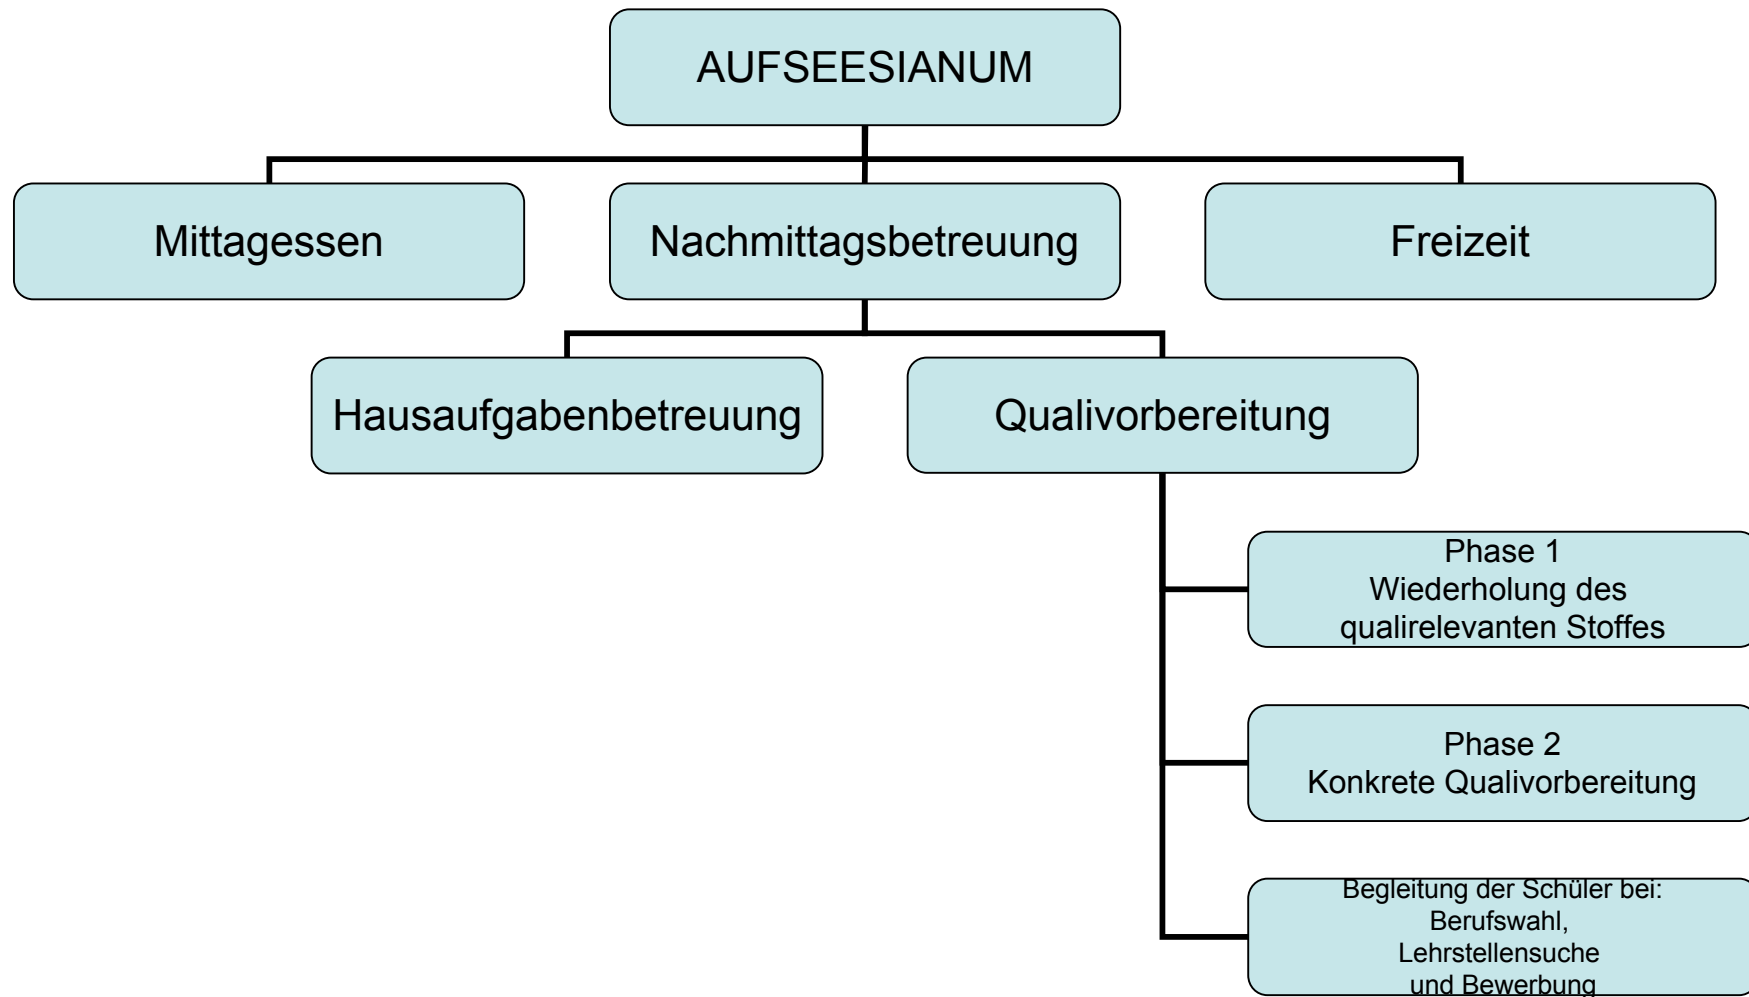 AUFSEESIANUM
Mittagessen
Nachmittagsbetreuung
Freizeit
Hausaufgabenbetreuung
Qualivorbereitung
Phase 1
Wiederholung des
qualirelevanten Stoffes
Phase 2
Konkrete Qualivorbereitung
Begleitung der Schüler bei:
Berufswahl,
Lehrstellensuche
und Bewerbung